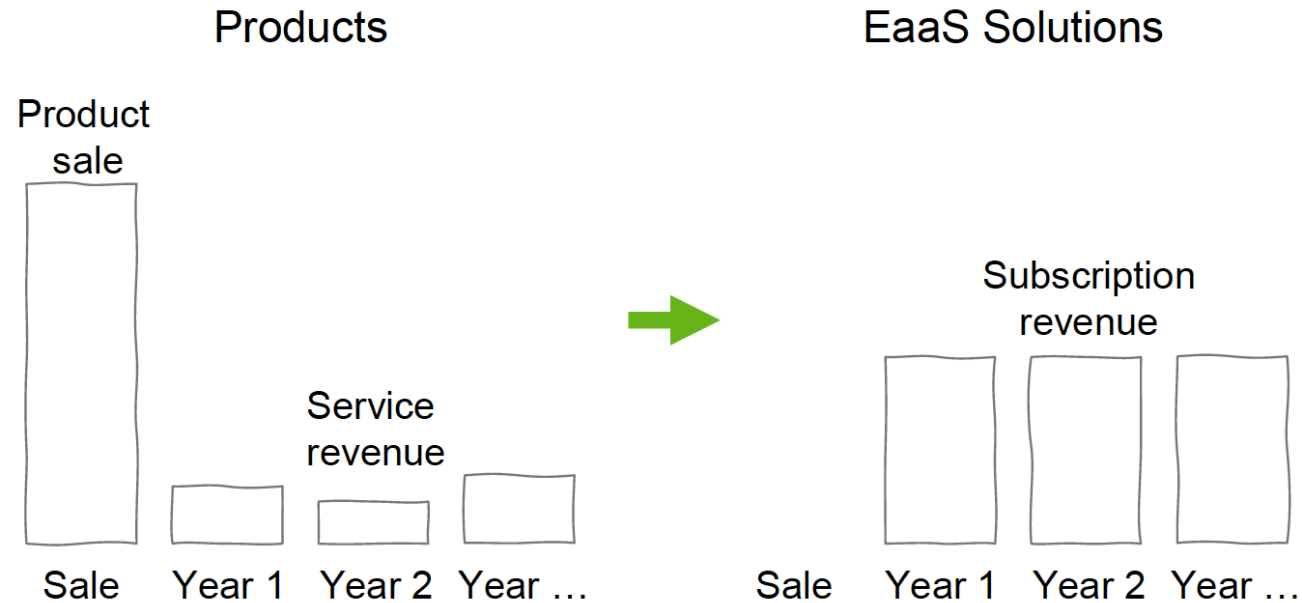 Products
Product
sale
Service
revenue
Sale Year 1 Year 2 Year …
EaaS Solutions
Subscription
revenue
Sale Year 1 Year 2 Year …